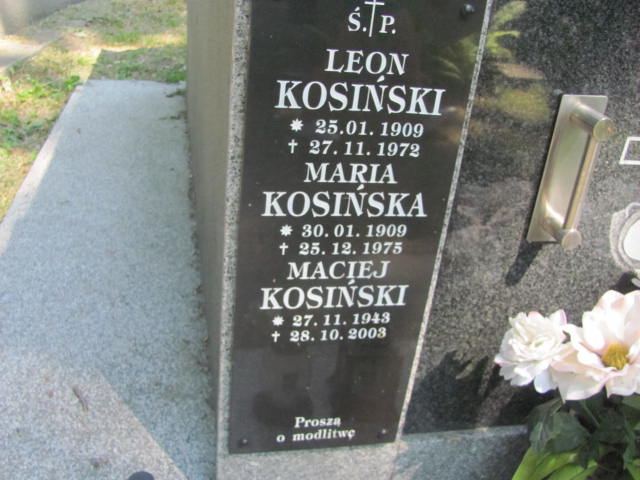 Ś. P.
LEON
KOSIŃSKI
* 25.01.1909
† 27.11.1972
MARIA
KOSIŃSKA
* 30.01.1909
† 25.12.1975
MACIEJ
KOSIŃSKI
* 27.11.1943
† 28.10.2003
Proszą
o modlitwę